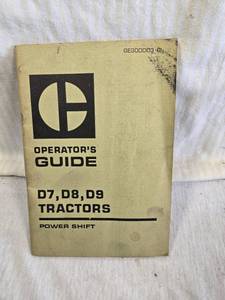 OPERATOR'S
GUIDE
D7, D8, D9
TRACTORS
POWER SHIFT